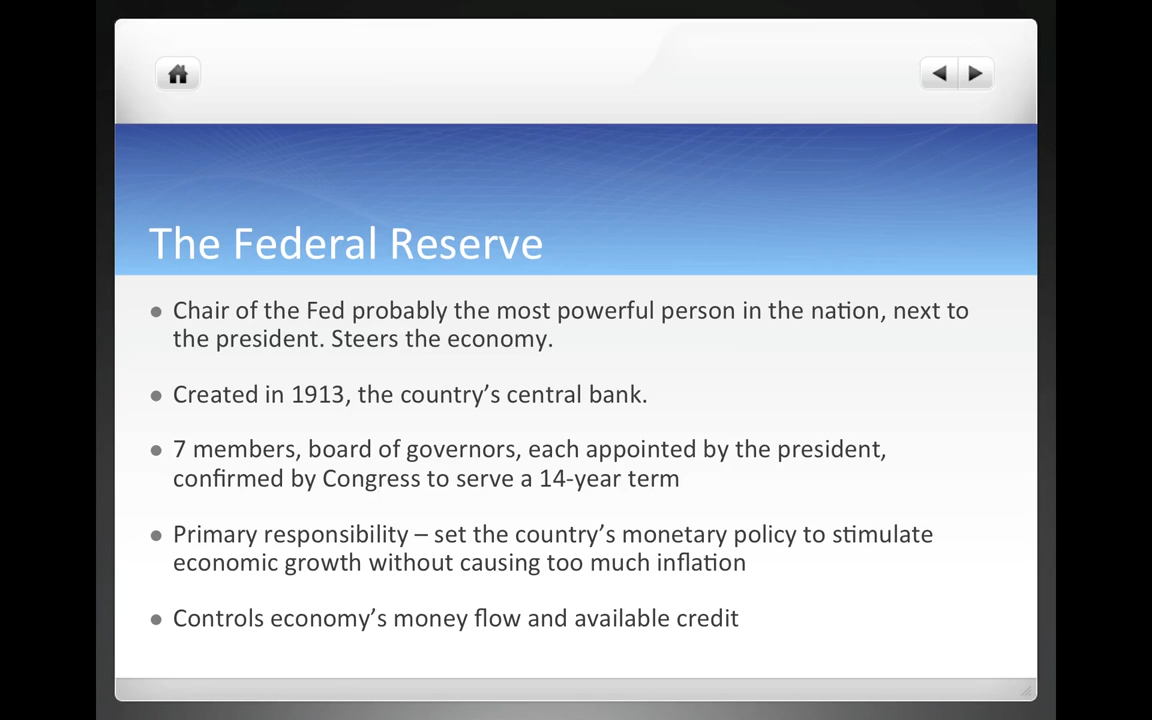 The Federal Reserve
● Chair of the Fed probably the most powerful person in the nation, next to
the president. Steers the economy.
● Created in 1913, the country’s central bank.
● 7 members, board of governors, each appointed by the president,
confirmed by Congress to serve a 14-year term
● Primary responsibility – set the country’s monetary policy to stimulate
economic growth without causing too much inflation
● Controls economy’s money flow and available credit